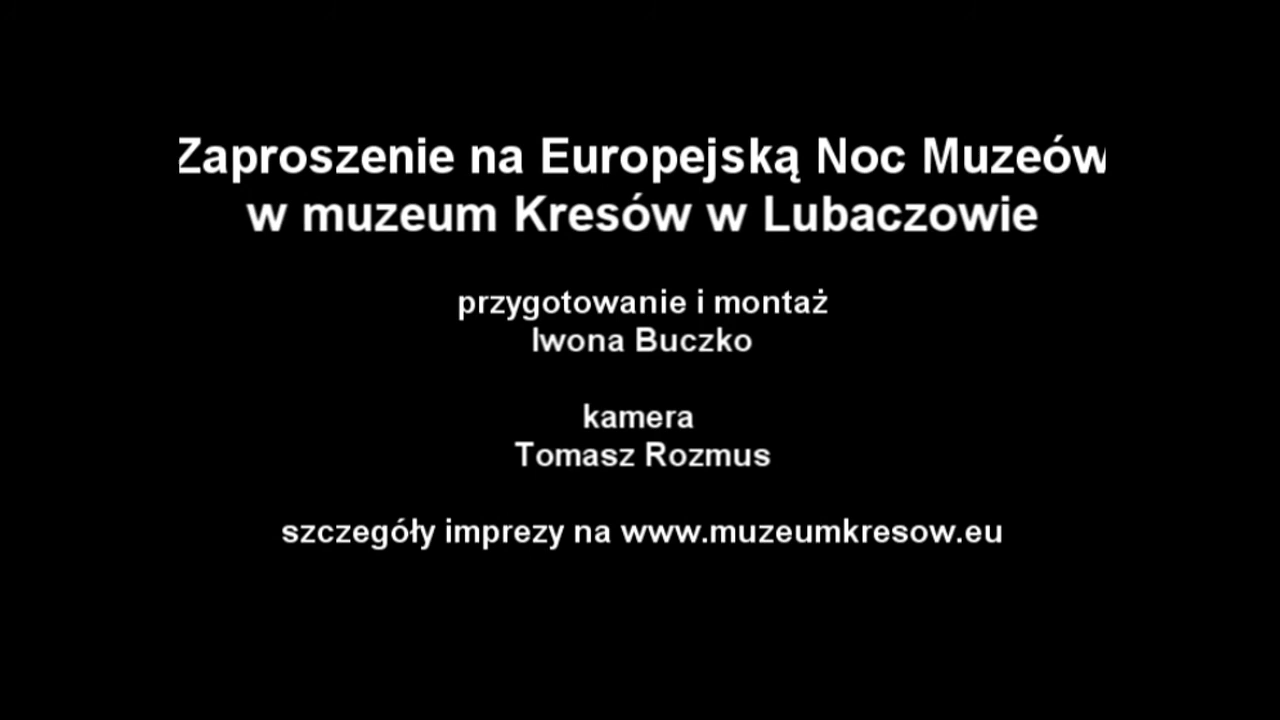 Zaproszenie na Europejską Noc Muzeów
w muzeum Kresów w Lubaczowie
przygotowanie i montaż
Iwona Buczko
kamera
Tomasz Rozmus
szczegóły imprezy na www.muzeumkresow.eu